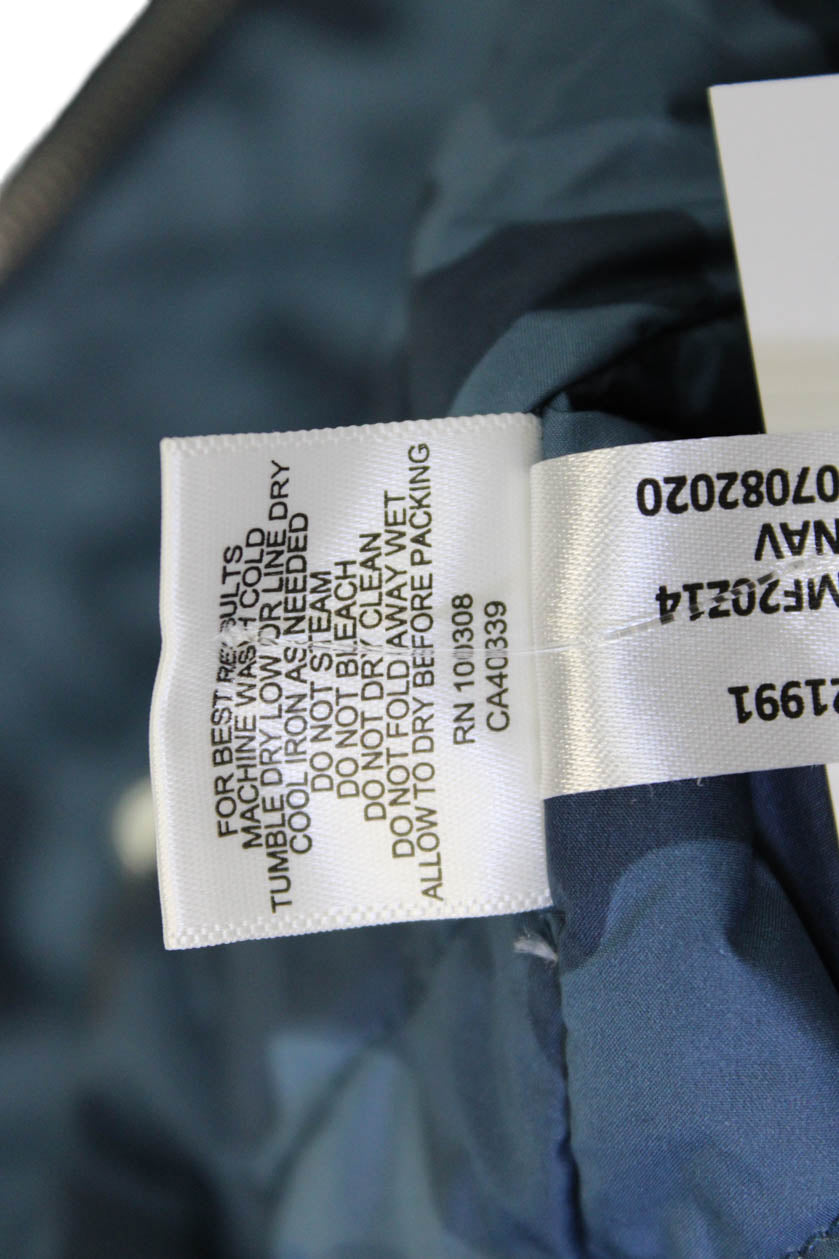 FOR BEST RESULTS
MACHINE WASH COLD
TUMBLE DRY LOW OR LINE DRY
COOL IRON AS NEEDED
DO NOT STEAM
DO NOT BLEACH
DO NOT DRY CLEAN
DO NOT FOLD AWAY WET
ALLOW TO DRY BEFORE PACKING
RN 100308
CA40339
21991
MF20Z14
NAV
07082020